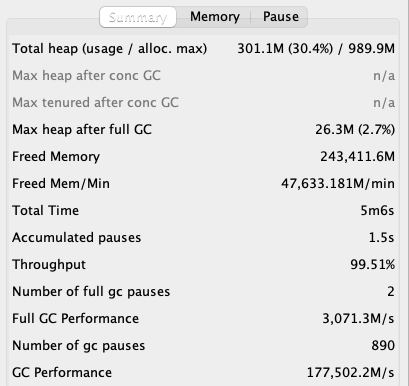 Summary Memory Pause
Total heap (usage / alloc. max) 301.1M (30.4%) / 989.9M
Max heap after conc GC n/a
Max tenured after conc GC n/a
Max heap after full GC 26.3M (2.7%)
Freed Memory 243,411.6M
Freed Mem/Min 47,633.181M/min
Total Time 5m6s
Accumulated pauses 1.5s
Throughput 99.51%
Number of full gc pauses 2
Full GC Performance 3,071.3M/s
Number of gc pauses 890
GC Performance 177,502.2M/s